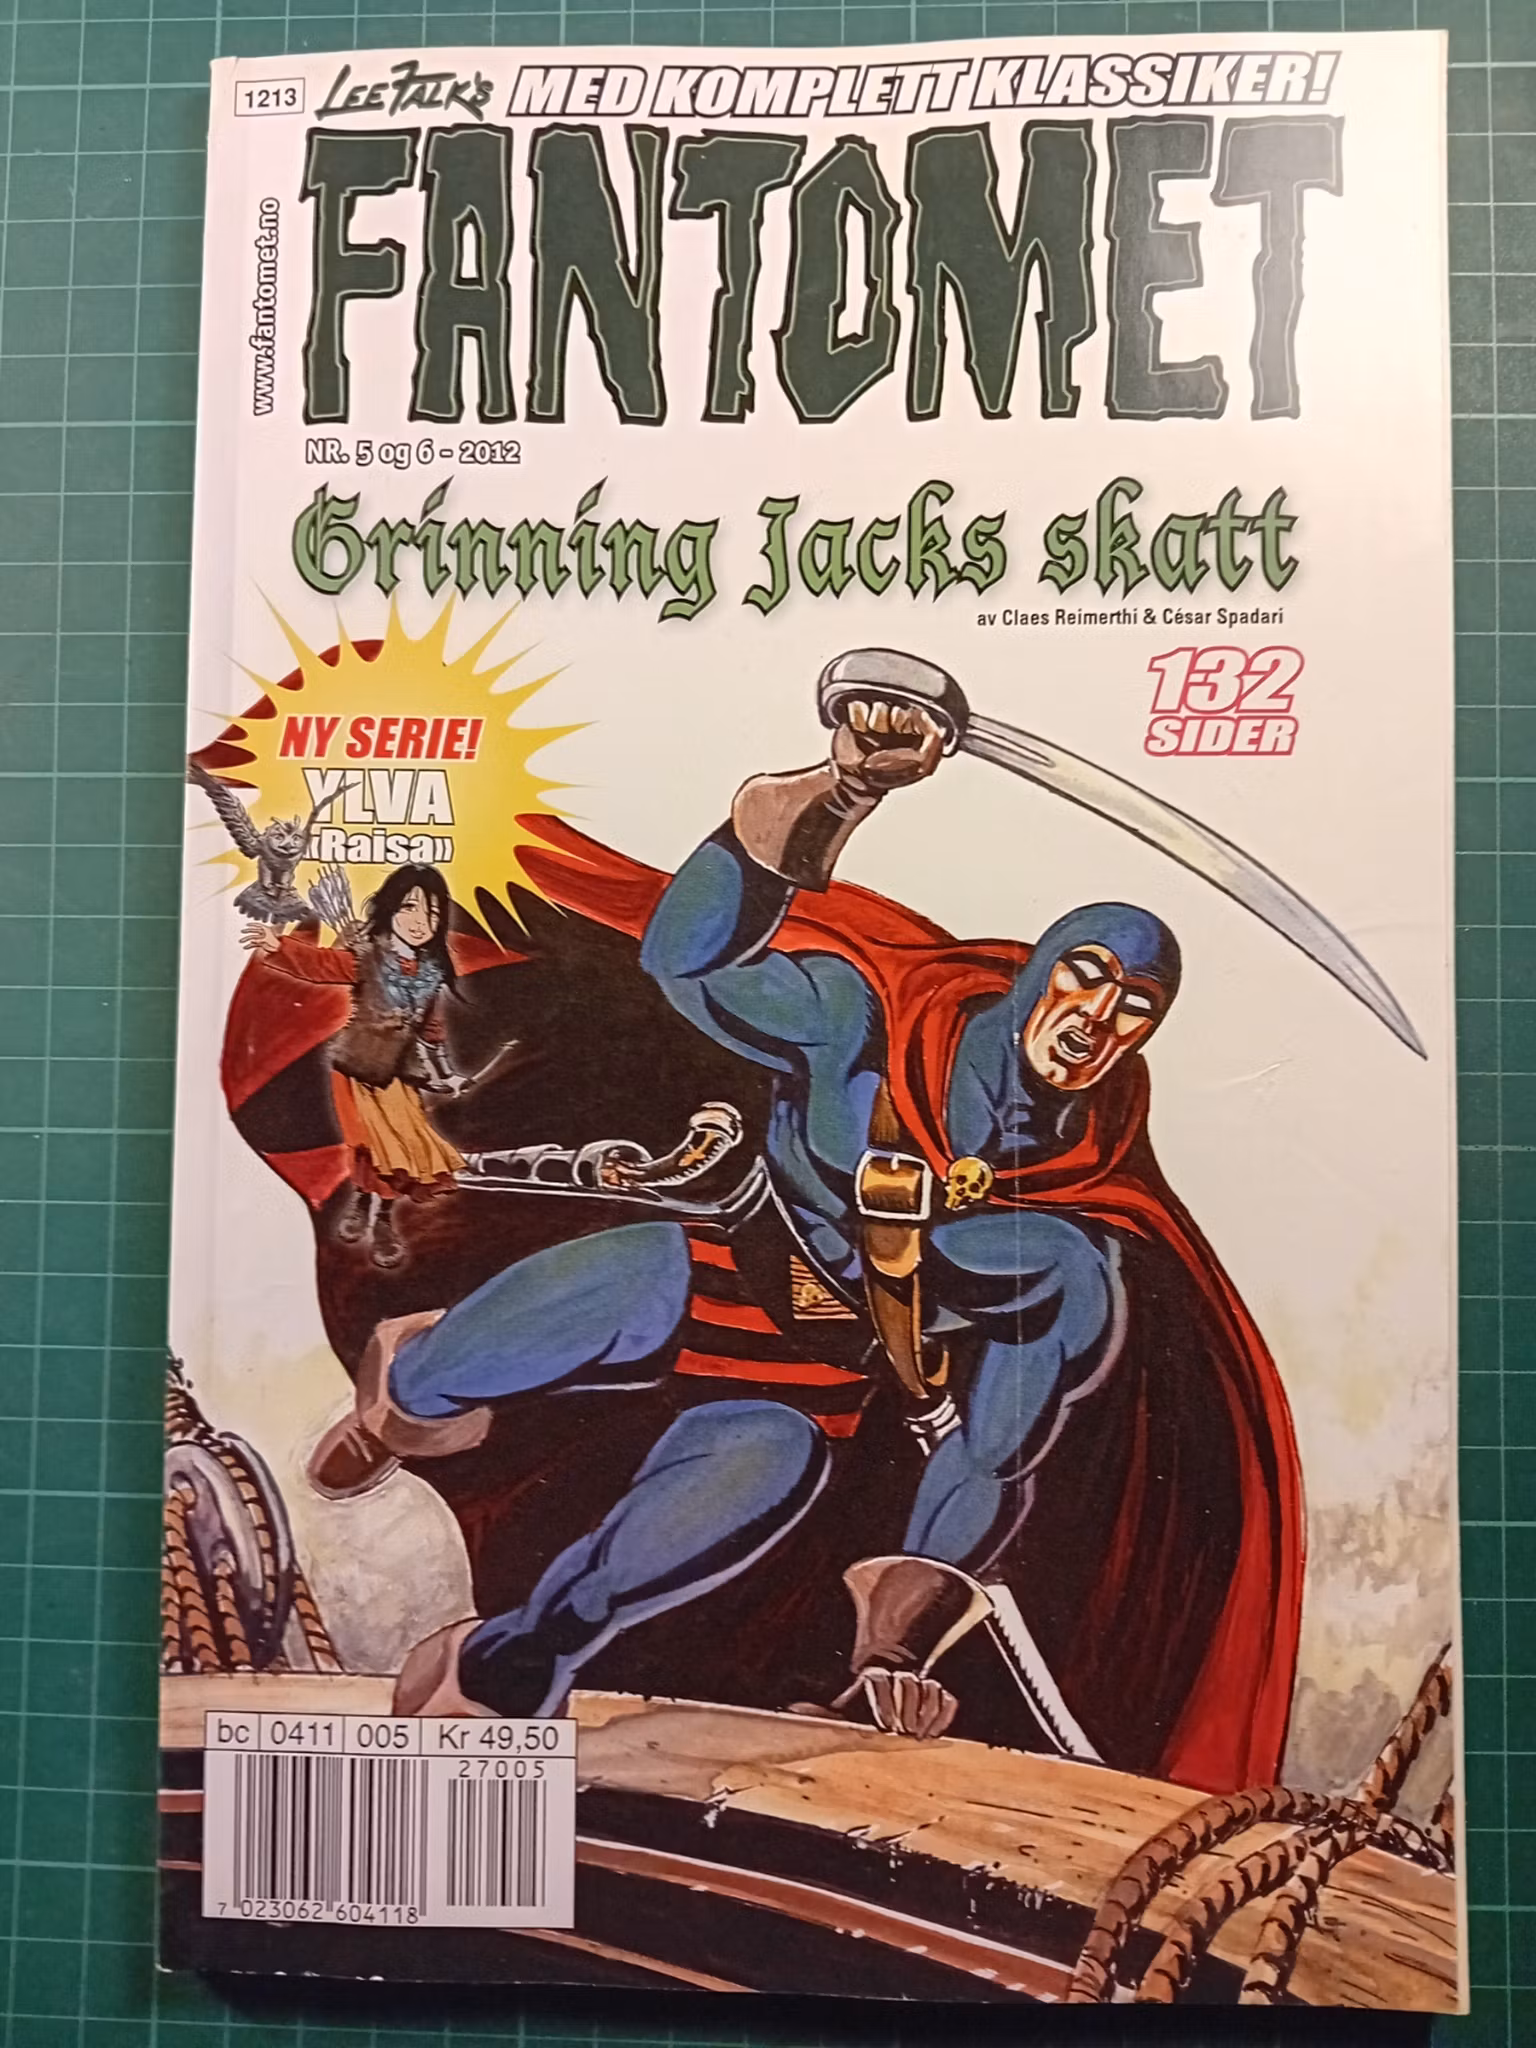 1213
LEE FALK'S
MED KOMPLETT KLASSIKER!
FANTOMET
www.fantomet.no
NR. 5 og 6 - 2012
Grinning Jacks skatt
av Claes Reimerthi & César Spadari
132
SIDER
NY SERIE!
YLVA
«Raisa»
bc 0411 005 Kr 49,50
27005
7 023062 604118